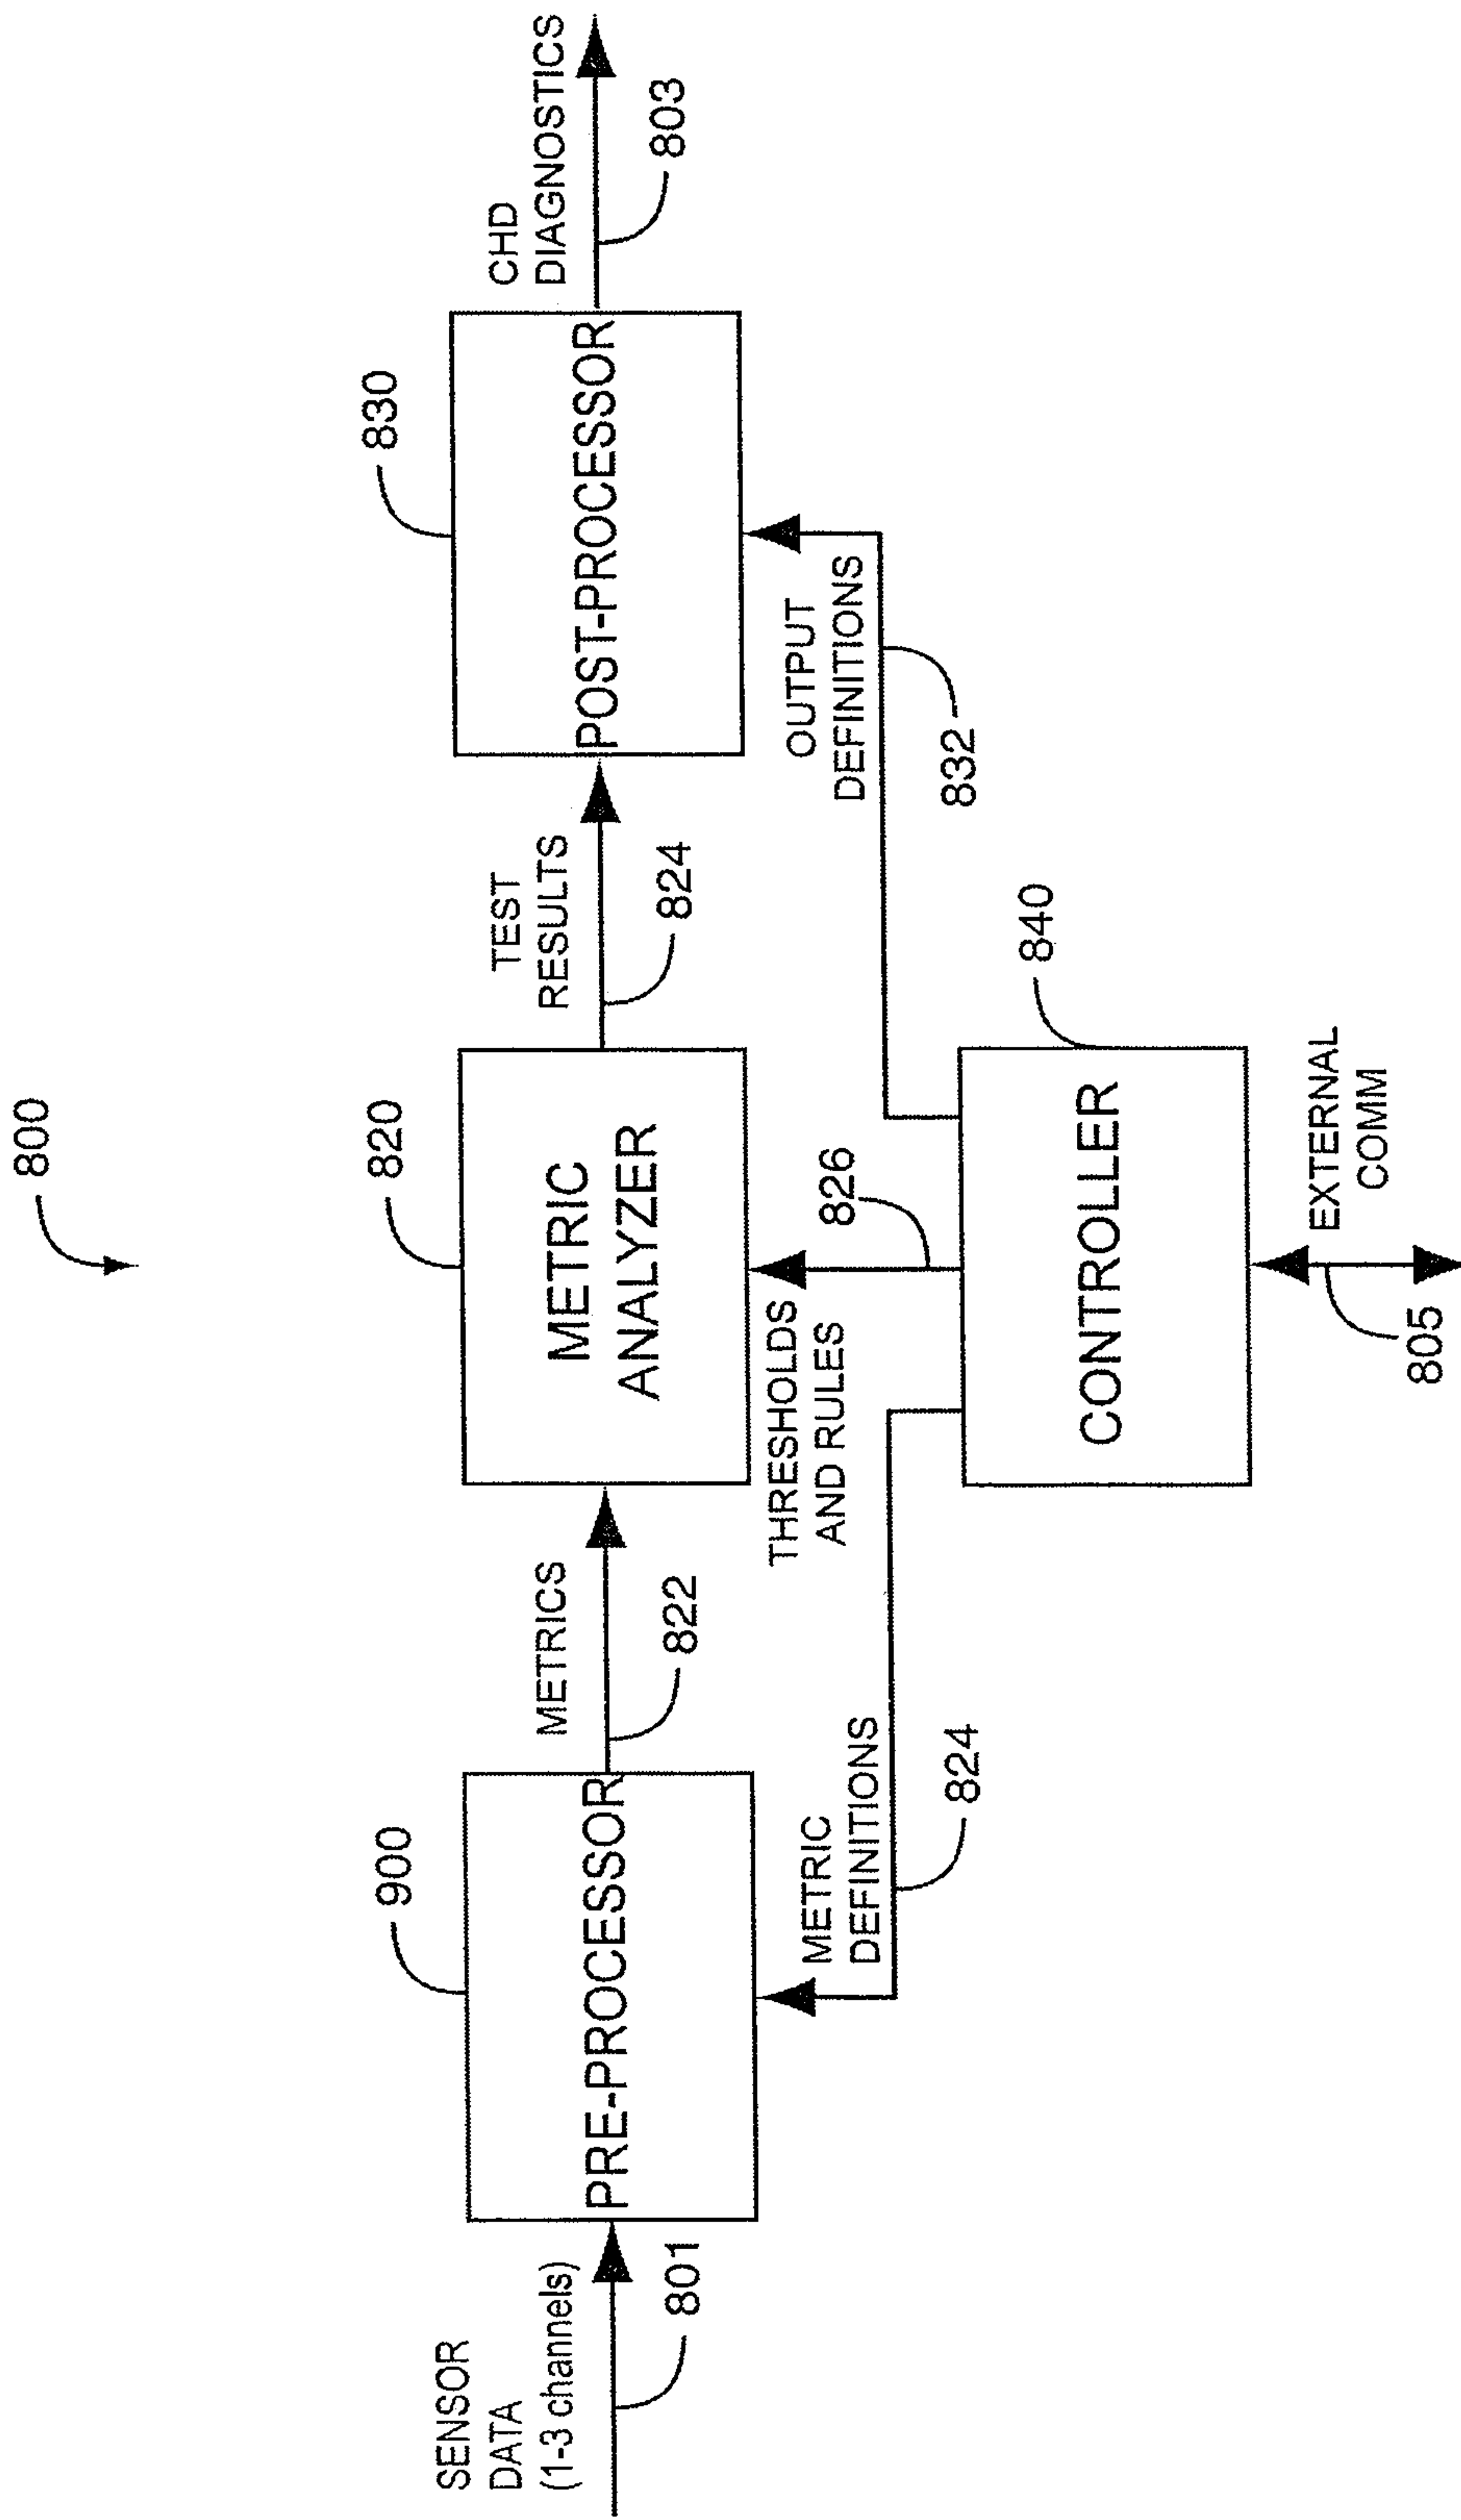 800
SENSOR
DATA
(1-3 channels)
801
900
PRE-PROCESSOR
METRICS
822
820
METRIC
ANALYZER
TEST
RESULTS
824
830
POST-PROCESSOR
CHD
DIAGNOSTICS
803
METRIC
DEFINITIONS
824
THRESHOLDS
AND RULES
826
OUTPUT
DEFINITIONS
832
840
CONTROLLER
805
EXTERNAL
COMM